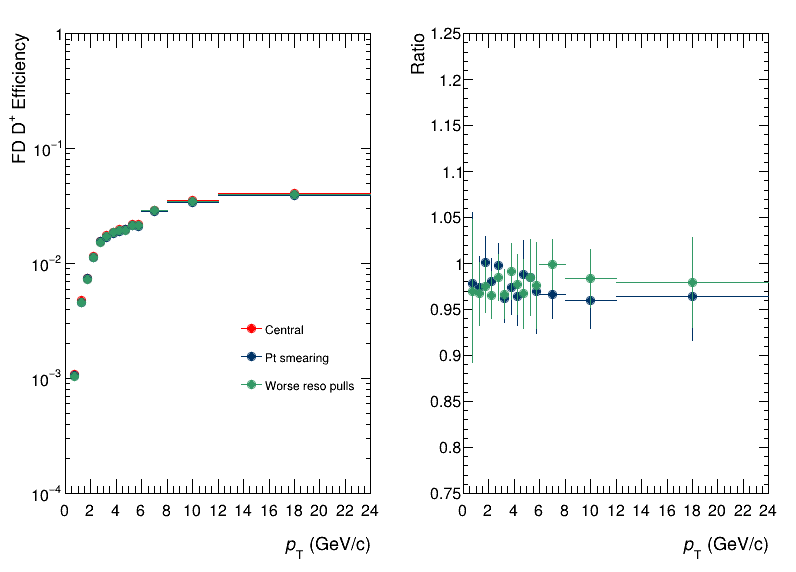 FD D⁺ Efficiency
1
10⁻¹
10⁻²
10⁻³
10⁻⁴
Central
Pt smearing
Worse reso pulls
0 2 4 6 8 10 12 14 16 18 20 22 24
p_T (GeV/c)
Ratio
1.25
1.2
1.15
1.1
1.05
1
0.95
0.9
0.85
0.8
0.75
0 2 4 6 8 10 12 14 16 18 20 22 24
p_T (GeV/c)